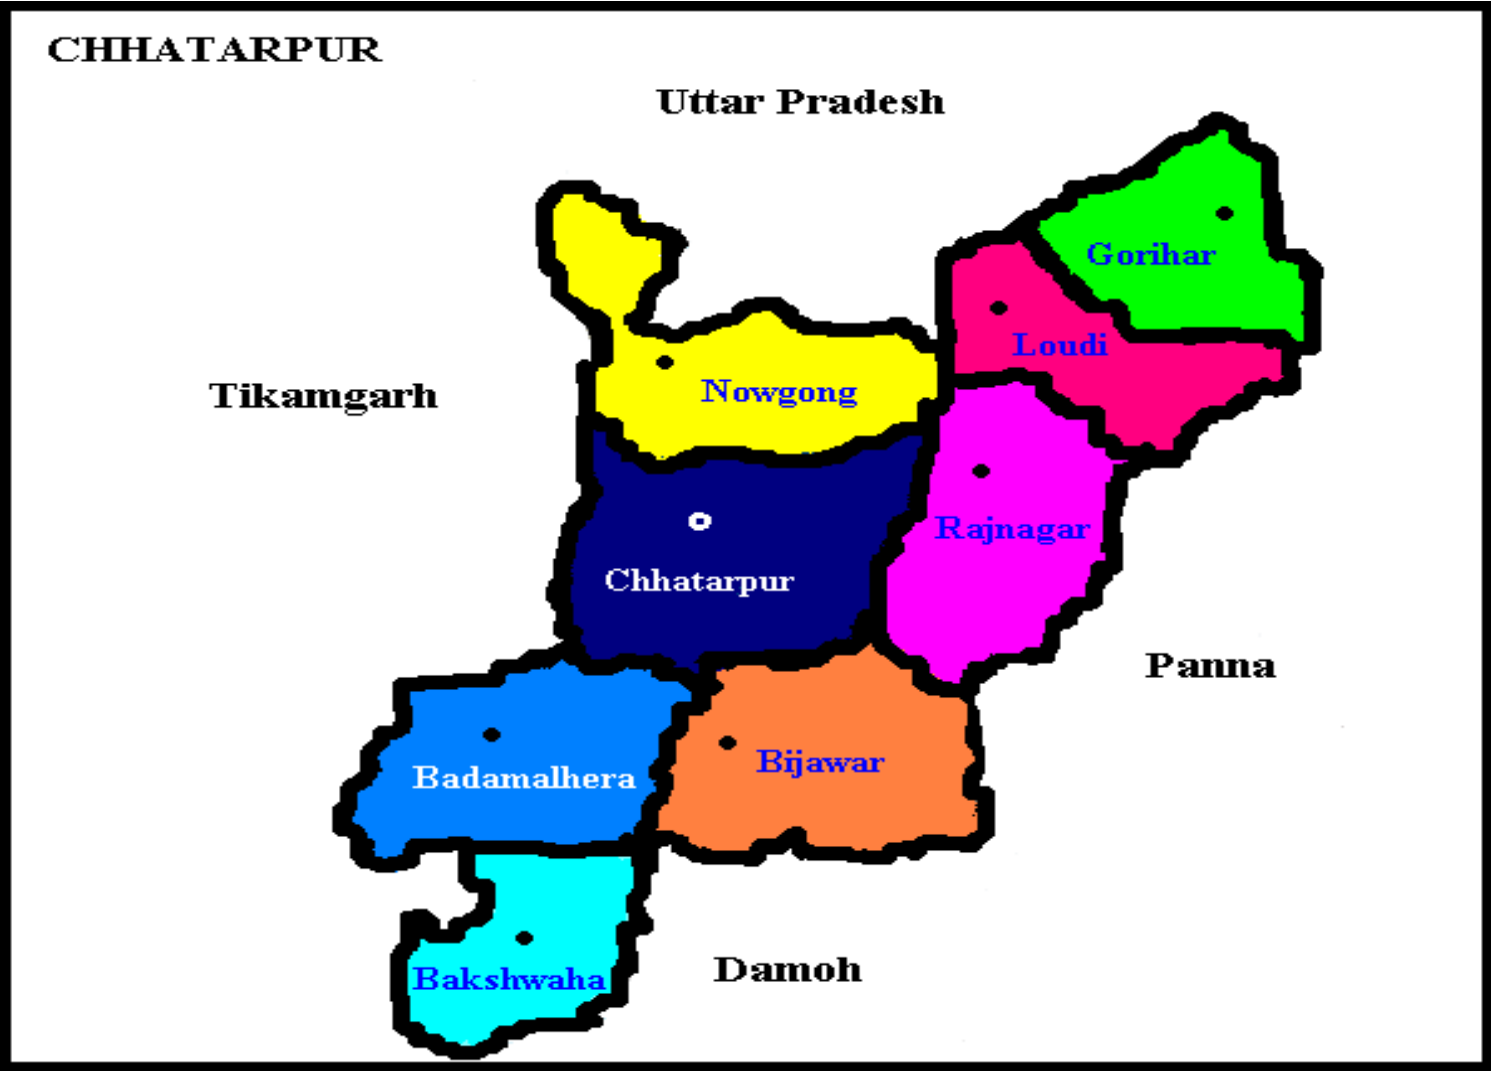 CHHATARPUR
Uttar Pradesh
Gorihar
Loudi
Tikamgarh
Nowgong
Rajnagar
Chhatarpur
Panna
Bijawar
Badamalhera
Damoh
Bakshwaha